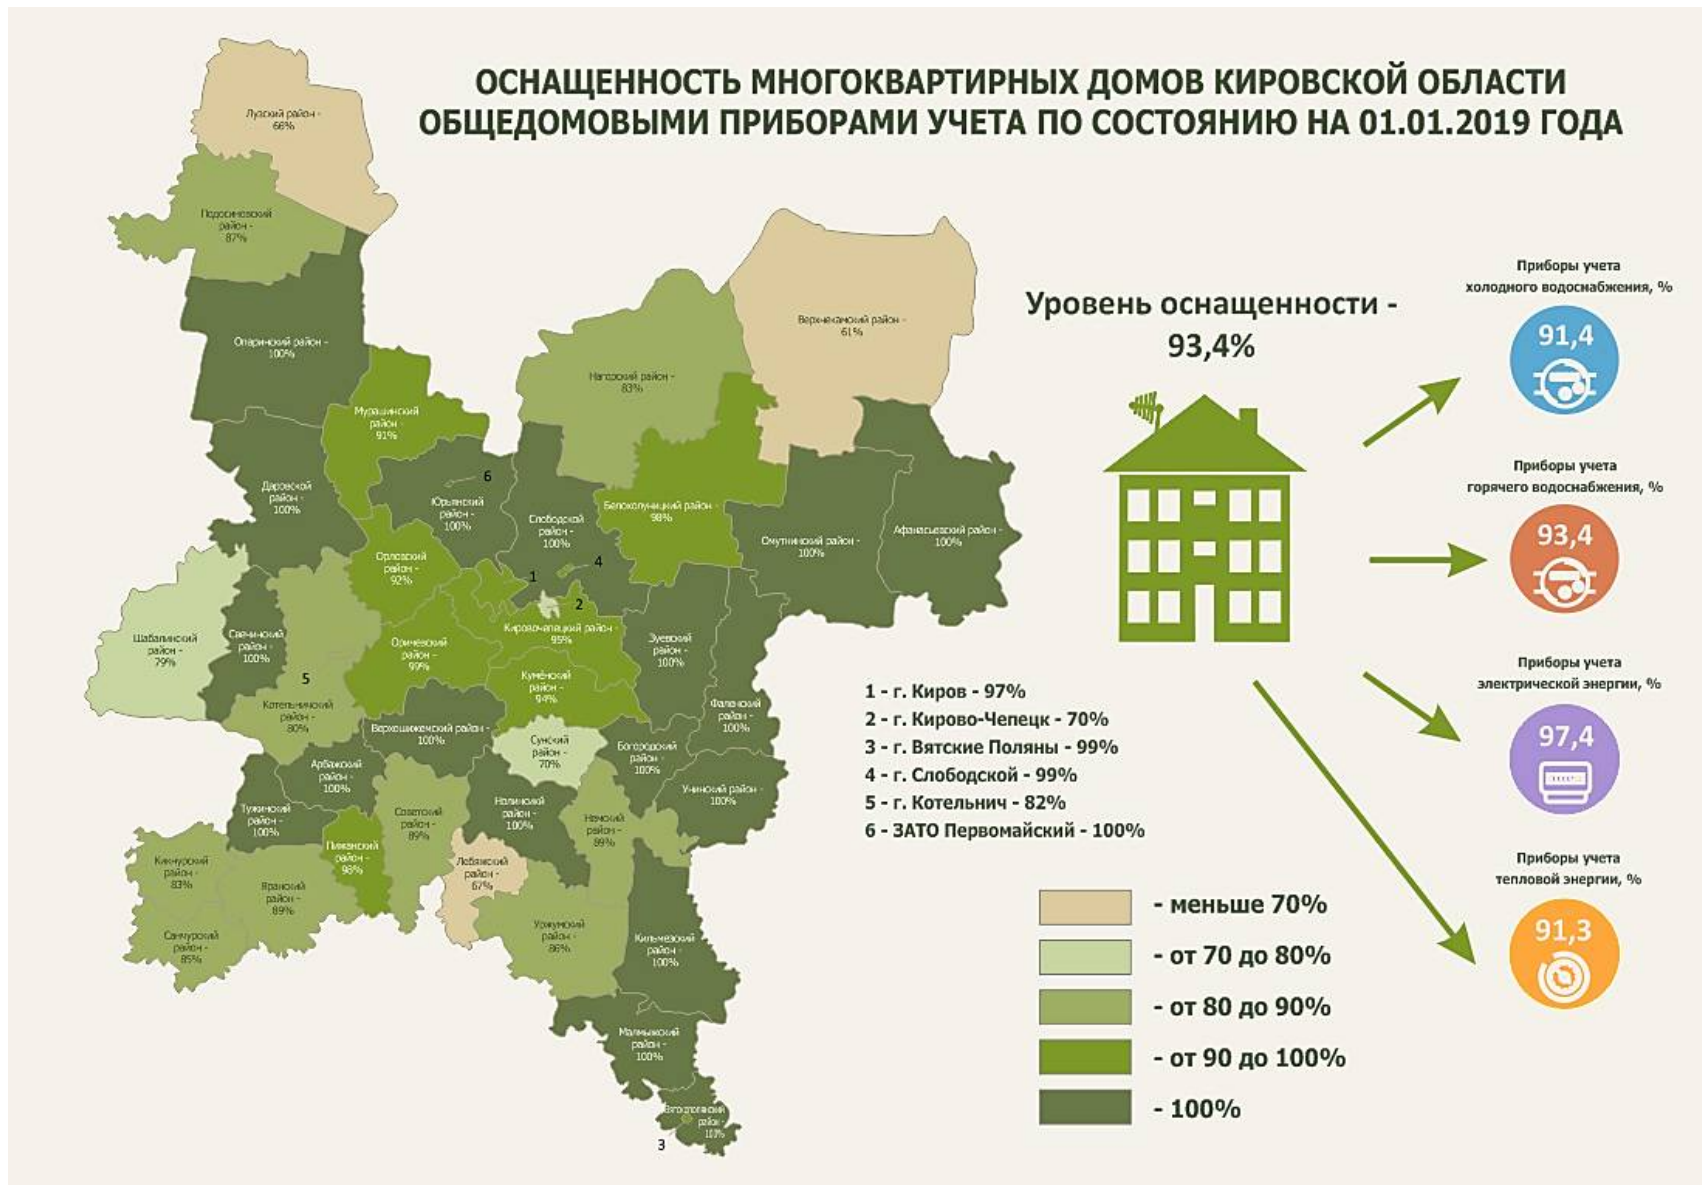 ОСНАЩЕННОСТЬ МНОГОКВАРТИРНЫХ ДОМОВ КИРОВСКОЙ ОБЛАСТИ
ОБЩЕДОМОВЫМИ ПРИБОРАМИ УЧЕТА ПО СОСТОЯНИЮ НА 01.01.2019 ГОДА
Лузский район -
66%
Подосиновский
район -
87%
Опаринский район -
100%
Мурашинский
район -
91%
Нагорский район -
83%
Верхнекамский район -
61%
Даровской
район -
100%
6
Юрьянский
район -
100%
Слободской
район -
100%
Белохолуницкий район -
98%
Омутнинский район -
100%
Афанасьевский район -
100%
Орловский
район -
92%
1
4
2
Кировочепецкий район -
95%
Шабалинский
район -
79%
Свечинский
район -
100%
Оричевский
район -
99%
Зуевский
район -
100%
5
Котельничский
район -
80%
Кумёнский
район -
94%
Фаленский
район -
100%
Верхошижемский район -
100%
Сунский
район -
70%
Богородский
район -
100%
Арбажский
район -
100%
Унинский район -
100%
Тужинский
район -
100%
Советский
район -
89%
Нолинский
район -
100%
Немский
район -
89%
Пижанский
район -
98%
Кикнурский
район -
83%
Яранский
район -
89%
Лебяжский
район -
67%
Санчурский
район -
85%
Уржумский
район -
86%
Кильмезский
район -
100%
Малмыжский
район -
100%
Вятскополянский
район -
100%
3
Уровень оснащенности -
93,4%
Приборы учета
холодного водоснабжения, %
91,4
Приборы учета
горячего водоснабжения, %
93,4
Приборы учета
электрической энергии, %
97,4
Приборы учета
тепловой энергии, %
91,3
1 - г. Киров - 97%
2 - г. Кирово-Чепецк - 70%
3 - г. Вятские Поляны - 99%
4 - г. Слободской - 99%
5 - г. Котельнич - 82%
6 - ЗАТО Первомайский - 100%
- меньше 70%
- от 70 до 80%
- от 80 до 90%
- от 90 до 100%
- 100%